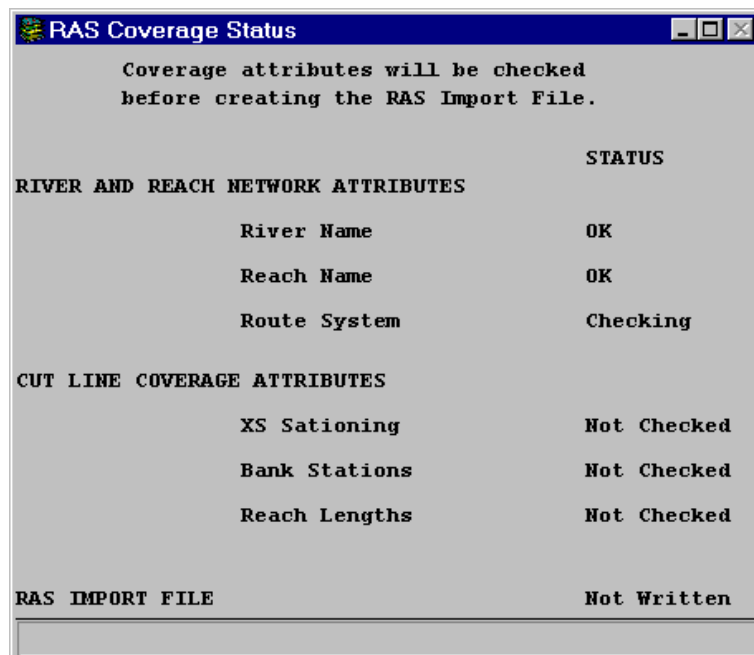 RAS Coverage Status
Coverage attributes will be checked
before creating the RAS Import File.
STATUS
RIVER AND REACH NETWORK ATTRIBUTES
River Name OK
Reach Name OK
Route System Checking
CUT LINE COVERAGE ATTRIBUTES
XS Sationing Not Checked
Bank Stations Not Checked
Reach Lengths Not Checked
RAS IMPORT FILE Not Written